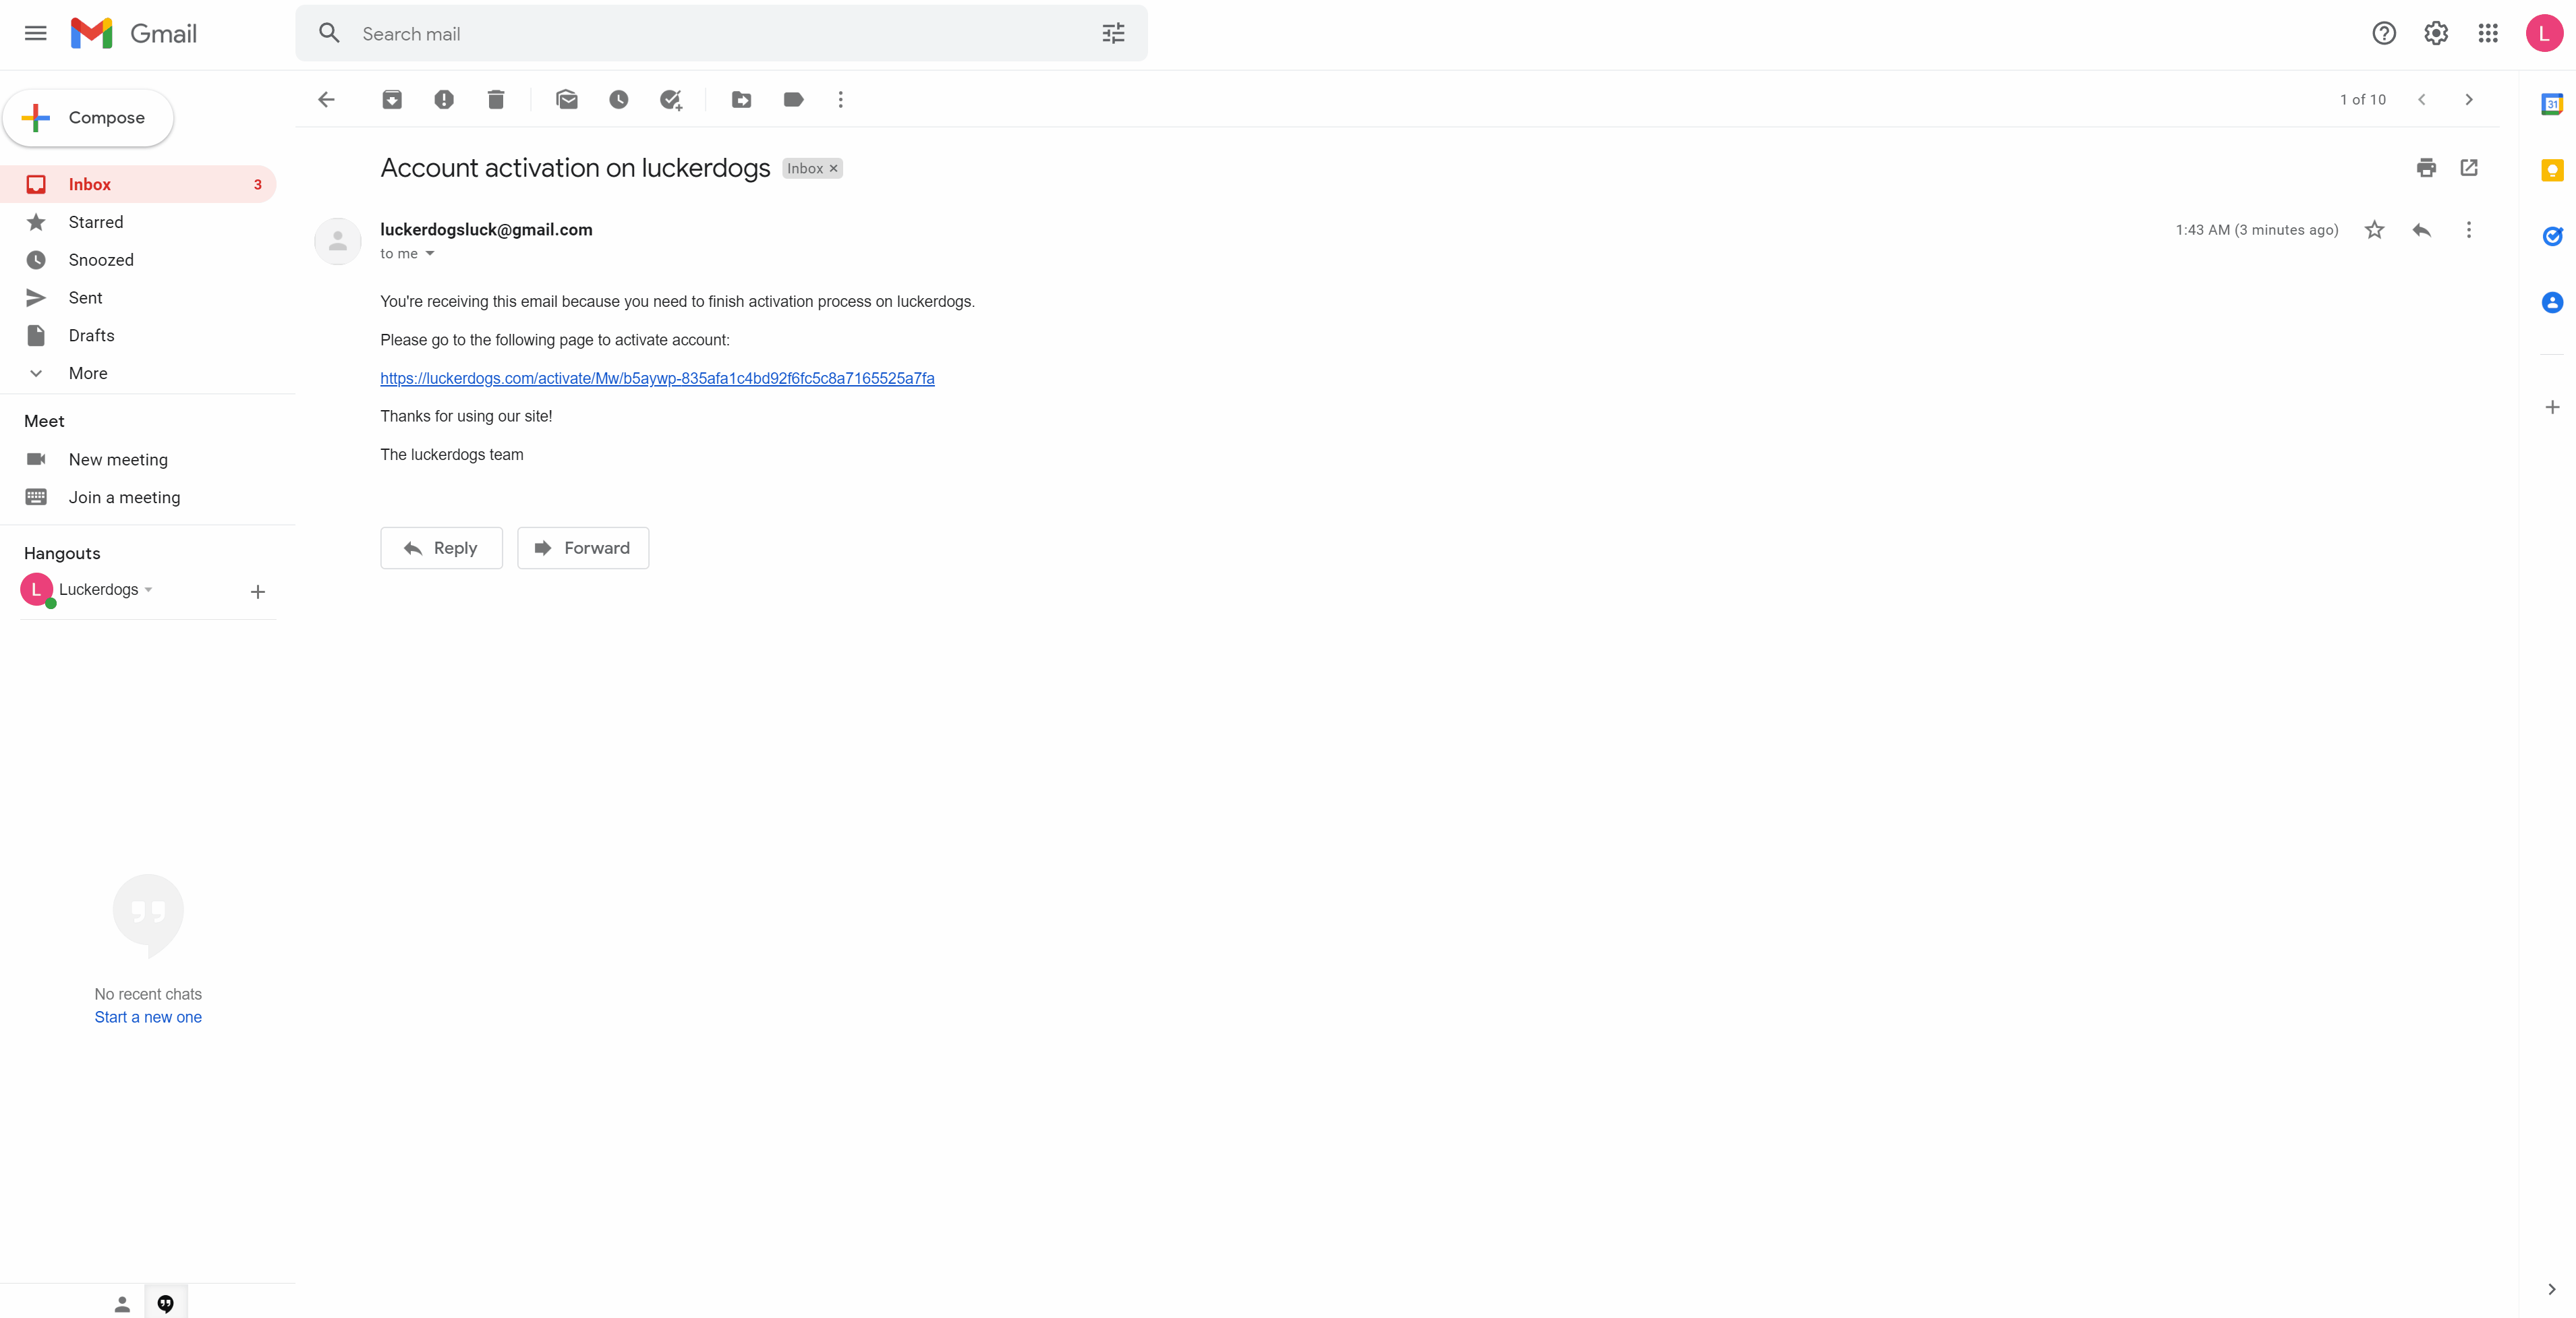 Gmail
Search mail
L
Compose
1 of 10
31
Account activation on luckerdogs Inbox ×
Inbox 3
Starred
Snoozed
Sent
Drafts
More
luckerdogsluck@gmail.com
to me
1:43 AM (3 minutes ago)
You're receiving this email because you need to finish activation process on luckerdogs.
Please go to the following page to activate account:
https://luckerdogs.com/activate/Mw/b5aywp-835afa1c4bd92f6fc5c8a7165525a7fa
Thanks for using our site!
The luckerdogs team
Reply Forward
Meet
New meeting
Join a meeting
Hangouts
L Luckerdogs
No recent chats
Start a new one